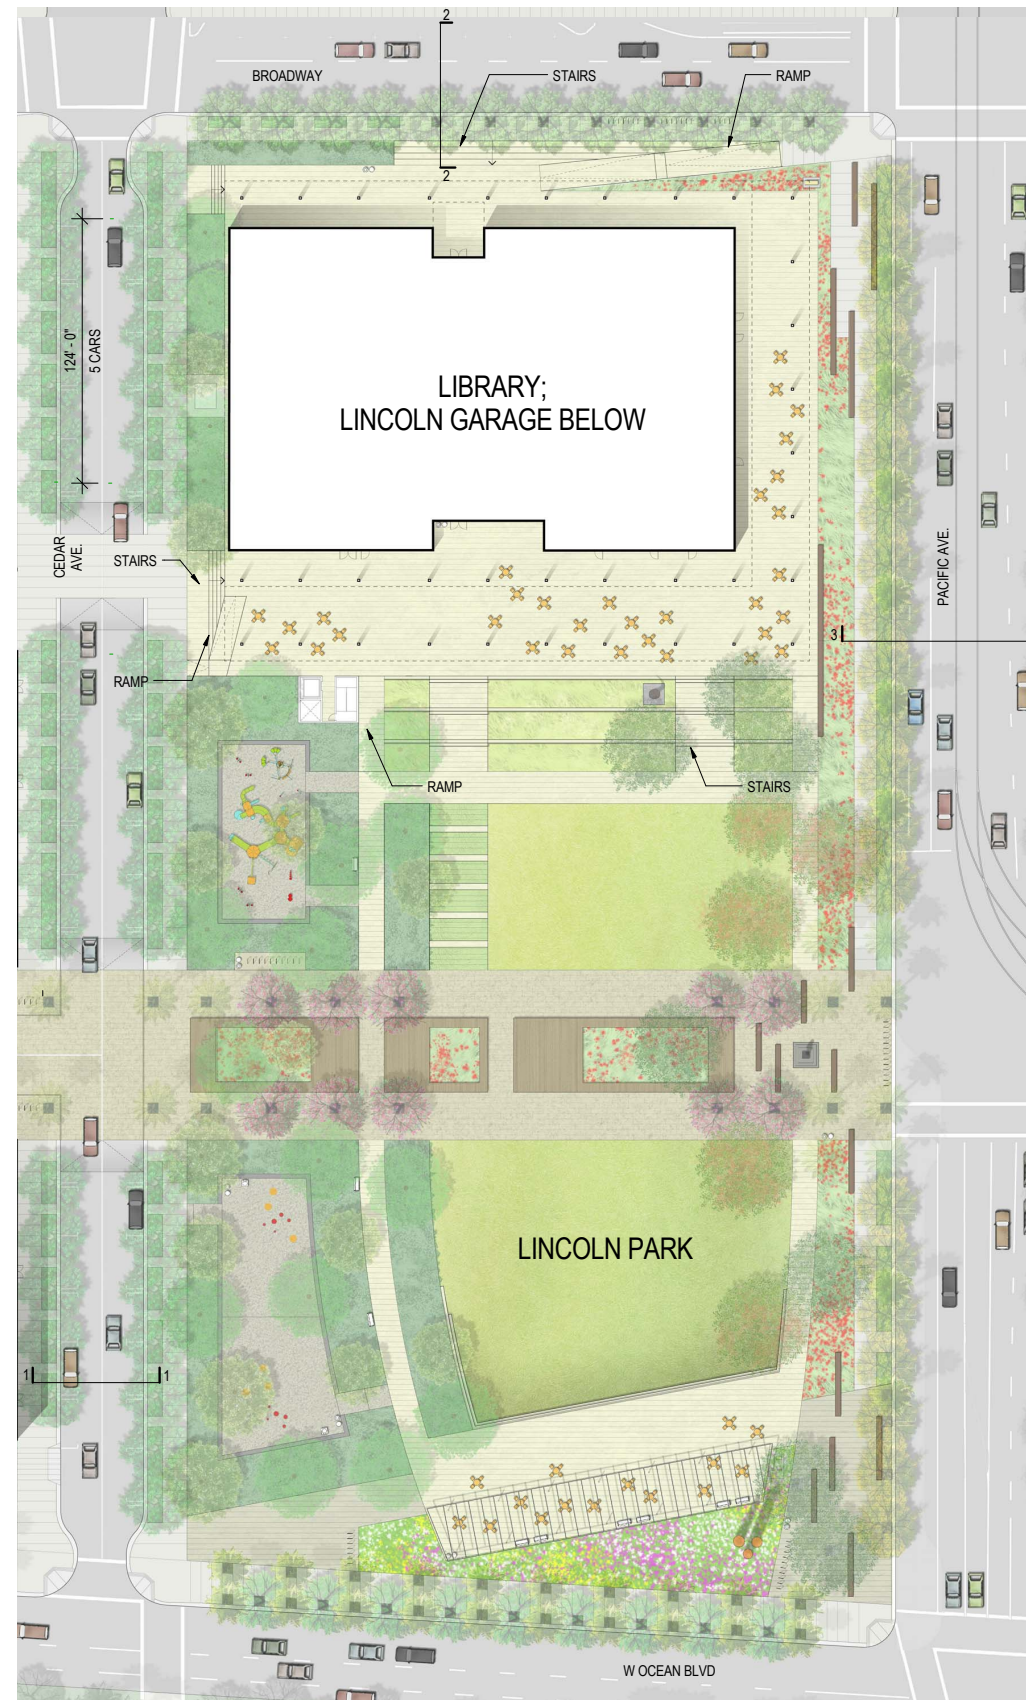 2
BROADWAY
STAIRS
RAMP
2
124' - 0"
5 CARS
LIBRARY;
LINCOLN GARAGE BELOW
CEDAR
AVE.
STAIRS
PACIFIC AVE.
3
RAMP
RAMP
STAIRS
LINCOLN PARK
1
1
W OCEAN BLVD